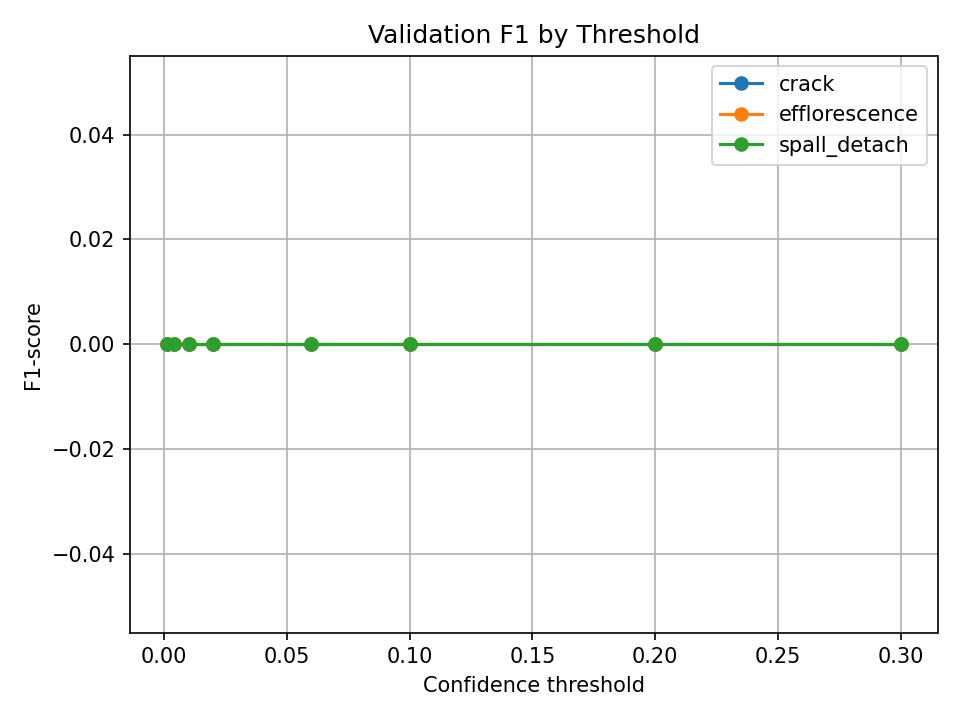 Validation F1 by Threshold
crack
efflorescence
spall_detach
0.04
0.02
0.00
−0.02
−0.04
F1-score
0.00 0.05 0.10 0.15 0.20 0.25 0.30
Confidence threshold